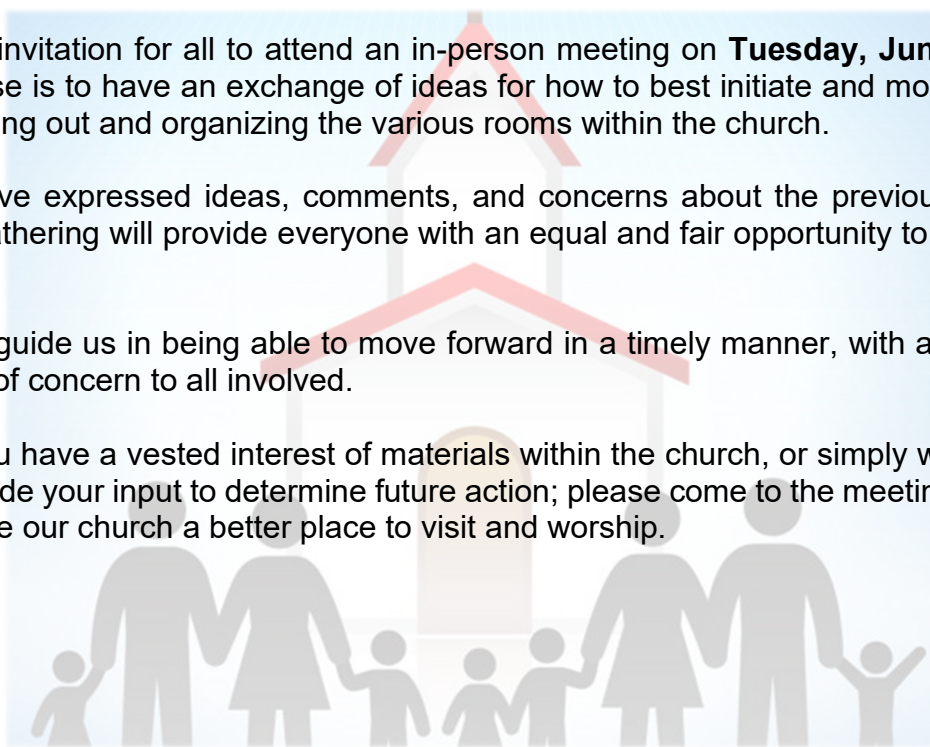 invitation for all to attend an in-person meeting on Tuesday, Jun
se is to have an exchange of ideas for how to best initiate and mo
ng out and organizing the various rooms within the church.
ve expressed ideas, comments, and concerns about the previou
thering will provide everyone with an equal and fair opportunity to
guide us in being able to move forward in a timely manner, with a
of concern to all involved.
u have a vested interest of materials within the church, or simply w
de your input to determine future action; please come to the meetin
e our church a better place to visit and worship.